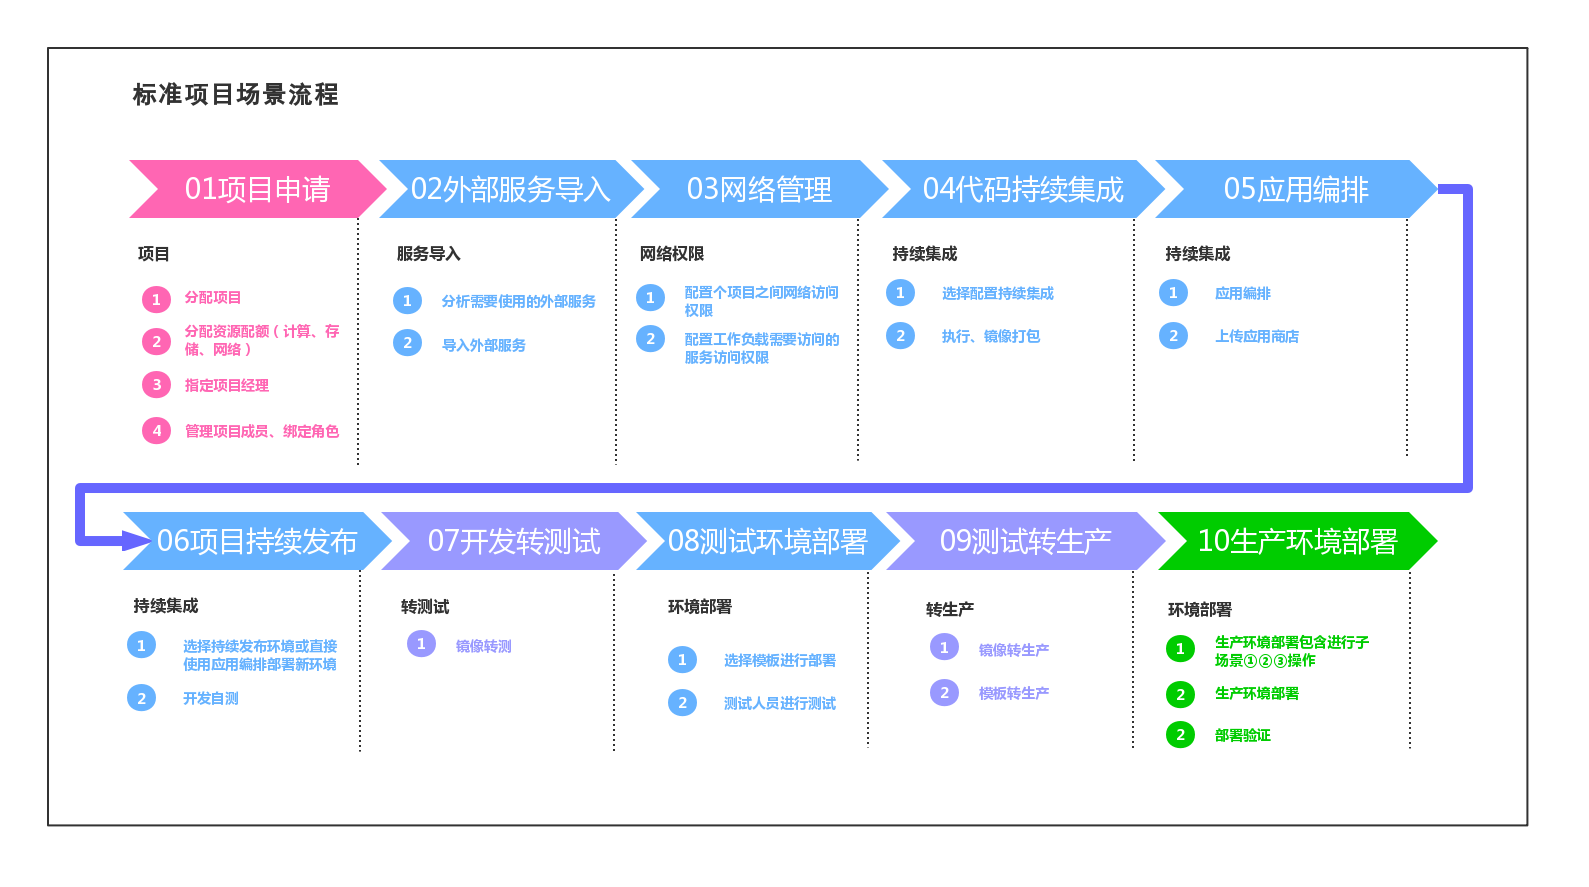 标准项目场景流程
01项目申请
02外部服务导入
03网络管理
04代码持续集成
05应用编排
项目
1 分配项目
2 分配资源配额（计算、存
储、网络）
3 指定项目经理
4 管理项目成员、绑定角色
服务导入
1 分析需要使用的外部服务
2 导入外部服务
网络权限
1 配置个项目之间网络访问
权限
2 配置工作负载需要访问的
服务访问权限
持续集成
1 选择配置持续集成
2 执行、镜像打包
持续集成
1 应用编排
2 上传应用商店
06项目持续发布
07开发转测试
08测试环境部署
09测试转生产
10生产环境部署
持续集成
1 选择持续发布环境或直接
使用应用编排部署新环境
2 开发自测
转测试
1 镜像转测
环境部署
1 选择模板进行部署
2 测试人员进行测试
转生产
1 镜像转生产
2 模板转生产
环境部署
1 生产环境部署包含进行子
场景①②③操作
2 生产环境部署
2 部署验证